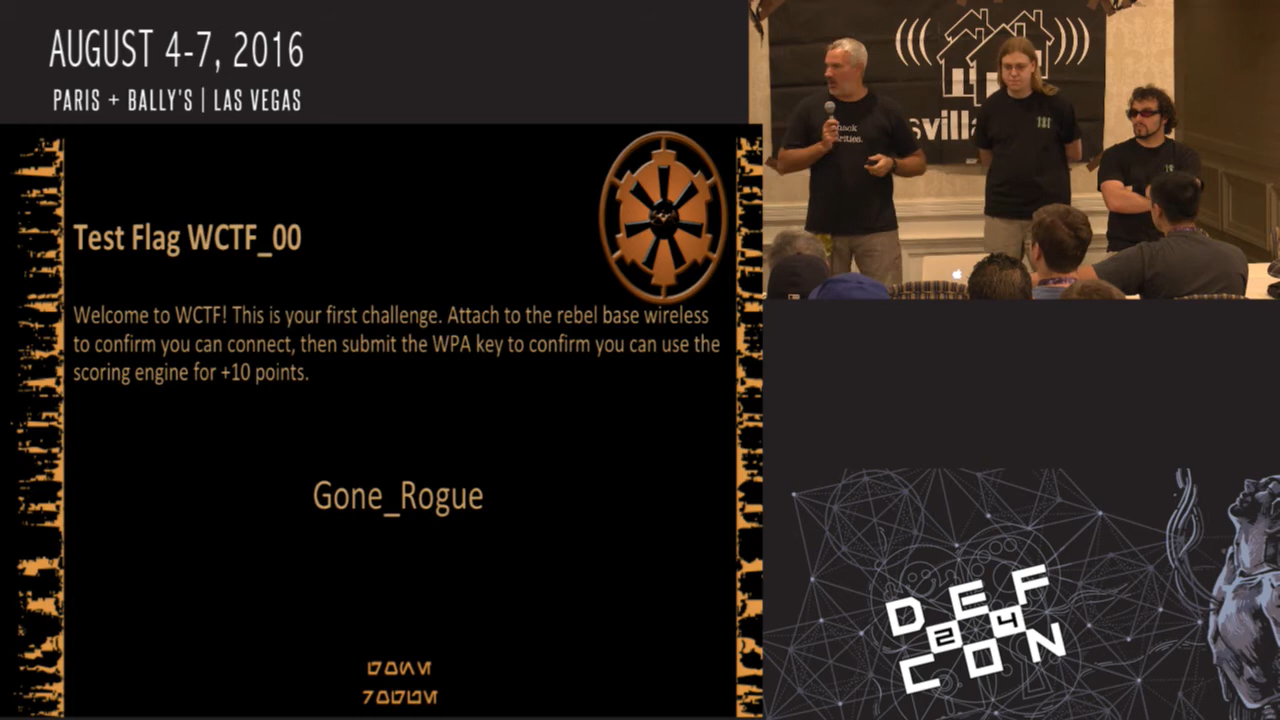 AUGUST 4-7, 2016
PARIS + BALLY'S | LAS VEGAS
Test Flag WCTF_00
Welcome to WCTF! This is your first challenge. Attach to the rebel base wireless
to confirm you can connect, then submit the WPA key to confirm you can use the
scoring engine for +10 points.
Gone_Rogue
hack
svilla
DEF
24
CON